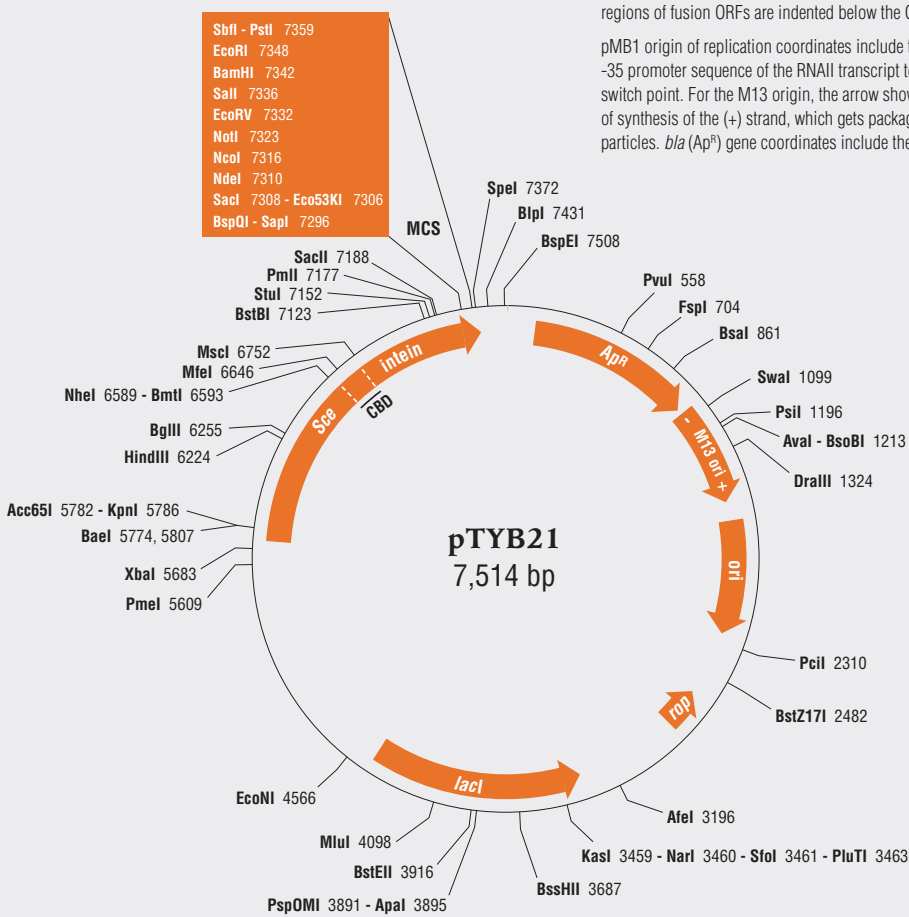 regions of fusion ORFs are indented below the
pMB1 origin of replication coordinates include
-35 promoter sequence of the RNAII transcript
switch point. For the M13 origin, the arrow
of synthesis of the (+) strand, which gets
particles. bla (Apᴿ) gene coordinates include the
SbfI - PstI 7359
EcoRI 7348
BamHI 7342
SalI 7336
EcoRV 7332
NotI 7323
NcoI 7316
NdeI 7310
SacI 7308 - Eco53KI 7306
BspQI - SapI 7296
MCS
SpeI 7372
BlpI 7431
BspEI 7508
SacII 7188
PmlI 7177
StuI 7152
BstBI 7123
MscI 6752
MfeI 6646
NheI 6589 - BmtI 6593
BglII 6255
HindIII 6224
Acc65I 5782 - KpnI 5786
BaeI 5774, 5807
XbaI 5683
PmeI 5609
PvuI 558
FspI 704
BsaI 861
SwaI 1099
PsiI 1196
AvaI - BsoBI 1213
DraIII 1324
Apᴿ
- M13 ori +
ori
rop
lacI
Sce
intein
CBD
pTYB21
7,514 bp
PciI 2310
BstZ17I 2482
AfeI 3196
KasI 3459 - NarI 3460 - SfoI 3461 - PluTI 3463
BssHII 3687
EcoNI 4566
MluI 4098
BstEII 3916
PspOMI 3891 - ApaI 3895